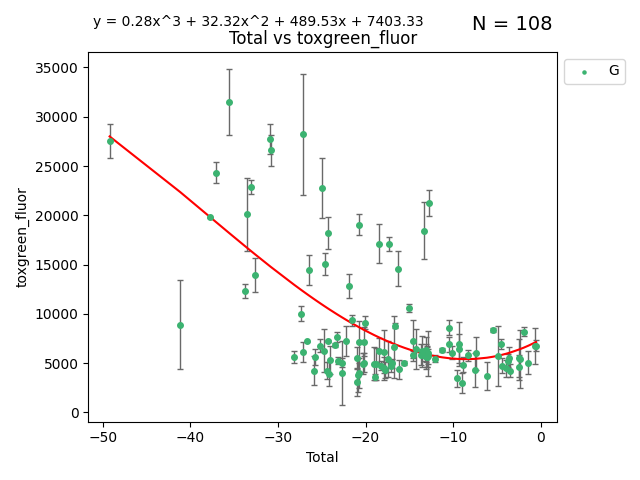 y = 0.28x^3 + 32.32x^2 + 489.53x + 7403.33
N = 108
Total vs toxgreen_fluor
G
toxgreen_fluor
35000
30000
25000
20000
15000
10000
5000
0
−50
−40
−30
−20
−10
0
Total